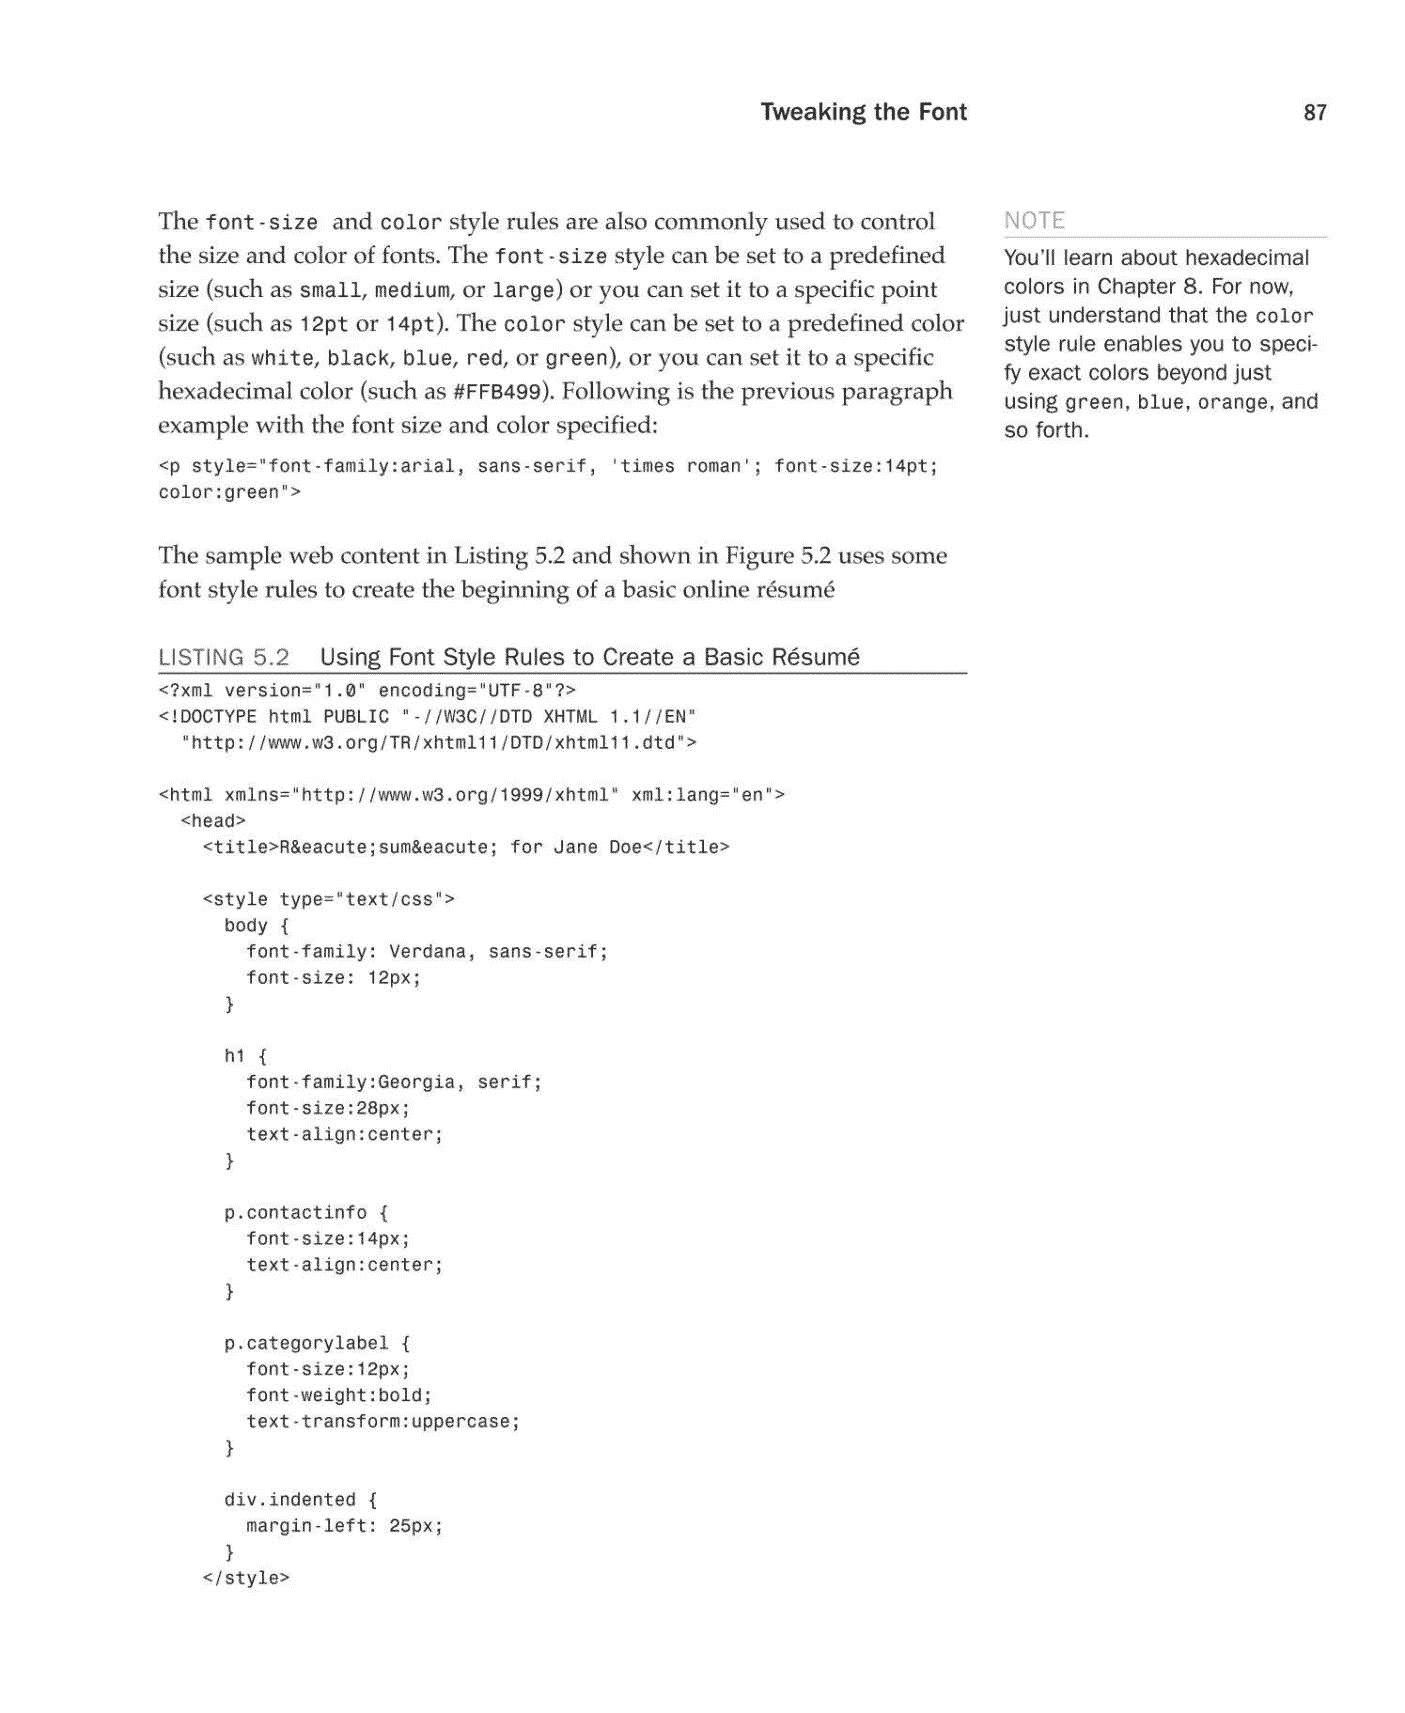 Tweaking the Font 87
The font-size and color style rules are also commonly used to control
the size and color of fonts. The font-size style can be set to a predefined
size (such as small, medium, or large) or you can set it to a specific point
size (such as 12pt or 14pt). The color style can be set to a predefined color
(such as white, black, blue, red, or green), or you can set it to a specific
hexadecimal color (such as #FFB499). Following is the previous paragraph
example with the font size and color specified:
<p style="font-family:arial, sans-serif, 'times roman'; font-size:14pt;
color:green">
The sample web content in Listing 5.2 and shown in Figure 5.2 uses some
font style rules to create the beginning of a basic online résumé
NOTE
You'll learn about hexadecimal
colors in Chapter 8. For now,
just understand that the color
style rule enables you to speci-
fy exact colors beyond just
using green, blue, orange, and
so forth.
LISTING 5.2 Using Font Style Rules to Create a Basic Résumé
<?xml version="1.0" encoding="UTF-8"?>
<!DOCTYPE html PUBLIC "-//W3C//DTD XHTML 1.1//EN"
  "http://www.w3.org/TR/xhtml11/DTD/xhtml11.dtd">
<html xmlns="http://www.w3.org/1999/xhtml" xml:lang="en">
  <head>
    <title>R&eacute;sum&eacute; for Jane Doe</title>
    <style type="text/css">
      body {
        font-family: Verdana, sans-serif;
        font-size: 12px;
      }
      h1 {
        font-family:Georgia, serif;
        font-size:28px;
        text-align:center;
      }
      p.contactinfo {
        font-size:14px;
        text-align:center;
      }
      p.categorylabel {
        font-size:12px;
        font-weight:bold;
        text-transform:uppercase;
      }
      div.indented {
        margin-left: 25px;
      }
    </style>